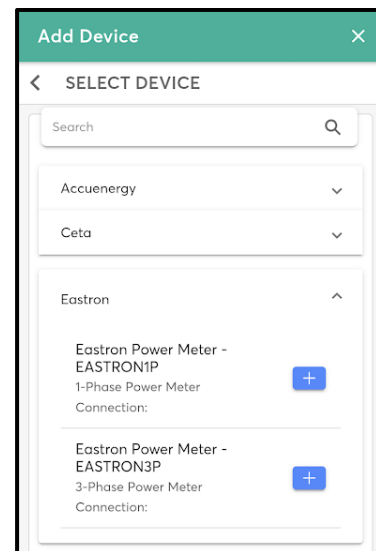 Add Device
SELECT DEVICE
Search
Accuenergy
Ceta
Eastron
Eastron Power Meter -
EASTRON1P
1-Phase Power Meter
Connection:
Eastron Power Meter -
EASTRON3P
3-Phase Power Meter
Connection: